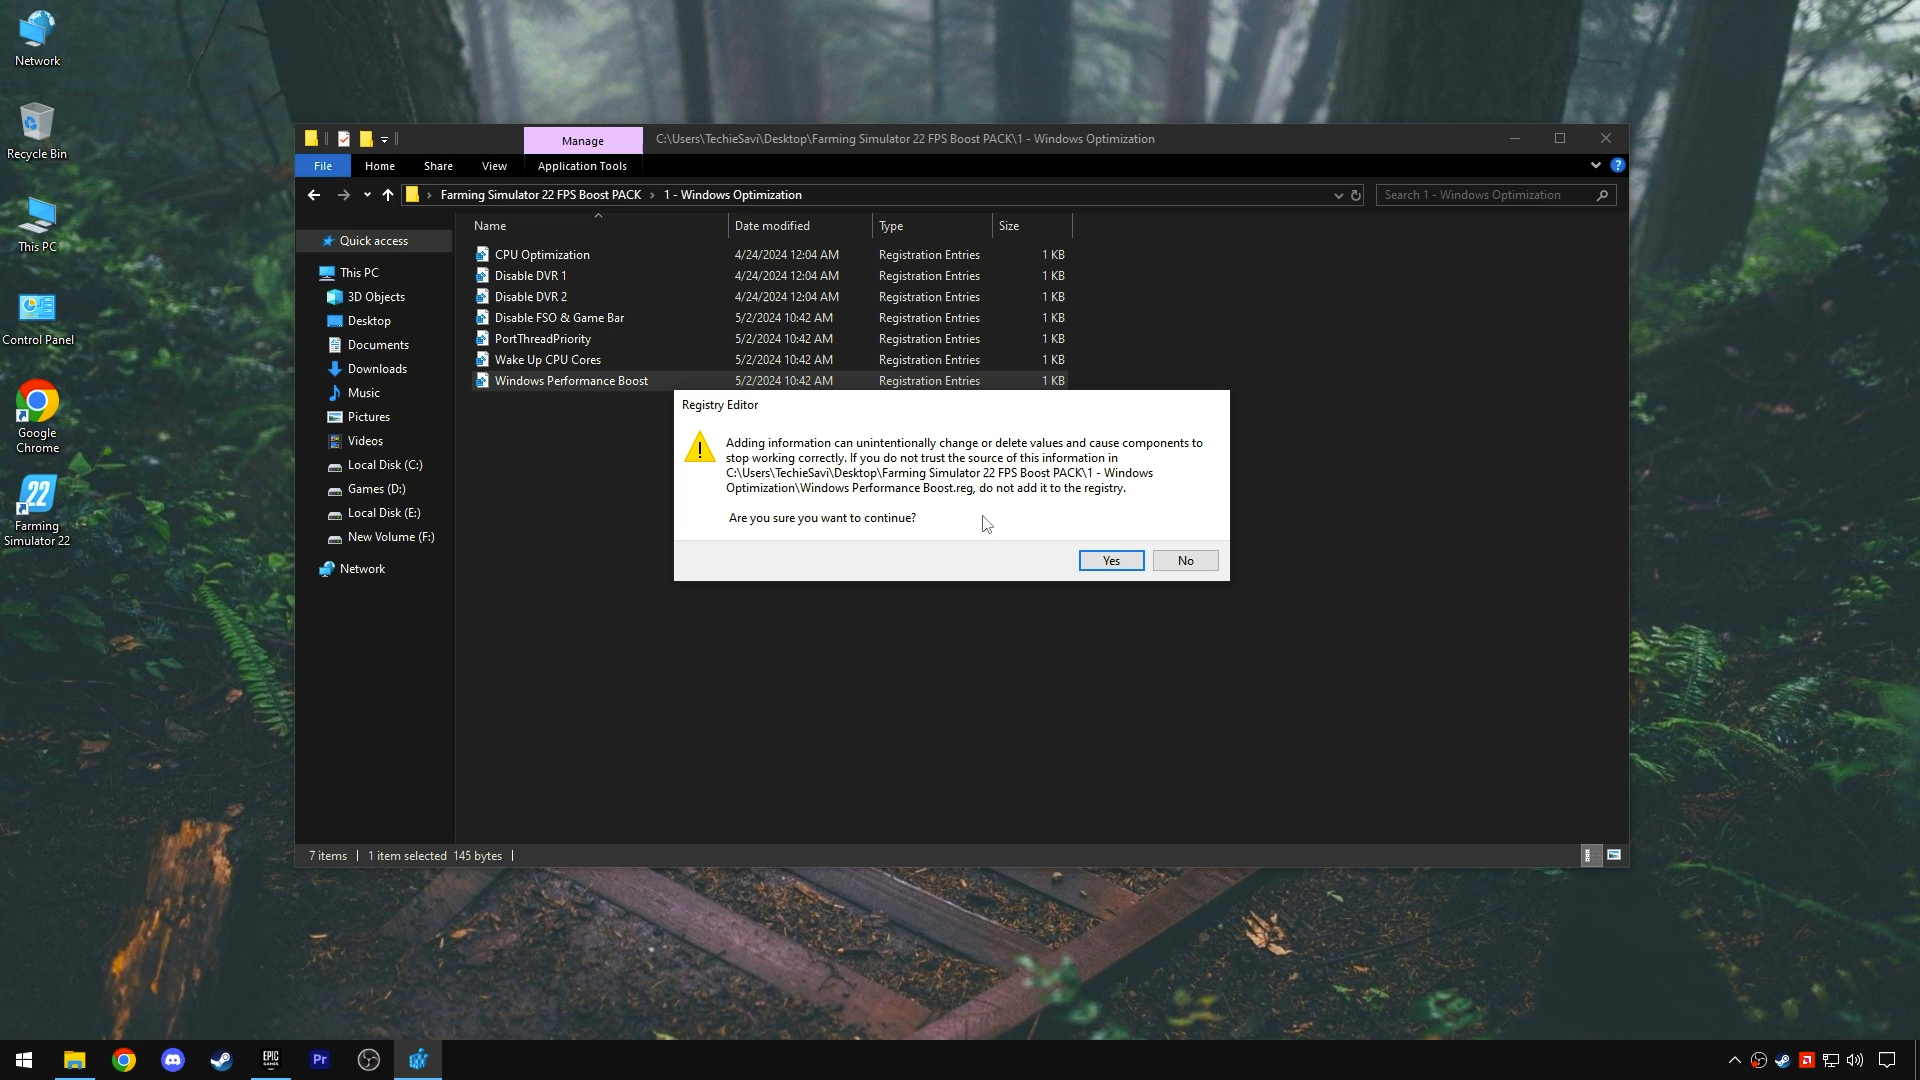 Network
Recycle Bin
This PC
Control Panel
Google
Chrome
22
Farming
Simulator 22
Manage
C:\Users\TechieSavi\Desktop\Farming Simulator 22 FPS Boost PACK\1 - Windows Optimization
File
Home
Share
View
Application Tools
Farming Simulator 22 FPS Boost PACK
1 - Windows Optimization
Search 1 - Windows Optimization
Quick access
This PC
3D Objects
Desktop
Documents
Downloads
Music
Pictures
Videos
Local Disk (C:)
Games (D:)
Local Disk (E:)
New Volume (F:)
Network
Name Date modified Type Size
CPU Optimization 4/24/2024 12:04 AM Registration Entries 1 KB
Disable DVR 1 4/24/2024 12:04 AM Registration Entries 1 KB
Disable DVR 2 4/24/2024 12:04 AM Registration Entries 1 KB
Disable FSO & Game Bar 5/2/2024 10:42 AM Registration Entries 1 KB
PortThreadPriority 5/2/2024 10:42 AM Registration Entries 1 KB
Wake Up CPU Cores 5/2/2024 10:42 AM Registration Entries 1 KB
Windows Performance Boost 5/2/2024 10:42 AM Registration Entries 1 KB
Registry Editor
Adding information can unintentionally change or delete values and cause components to
stop working correctly. If you do not trust the source of this information in
C:\Users\TechieSavi\Desktop\Farming Simulator 22 FPS Boost PACK\1 - Windows
Optimization\Windows Performance Boost.reg, do not add it to the registry.
Are you sure you want to continue?
Yes
No
7 items
1 item selected 145 bytes
EPIC
GAMES
Pr